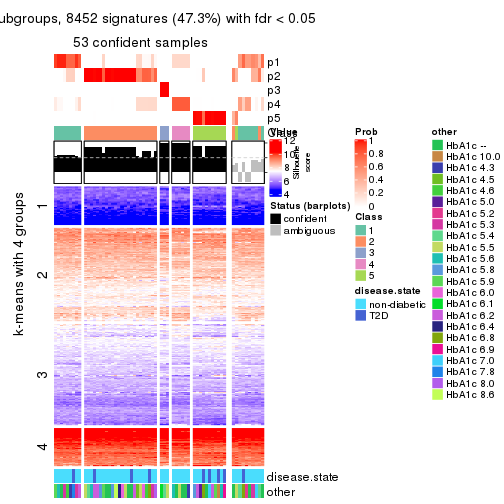 ubgroups, 8452 signatures (47.3%) with fdr < 0.05
53 confident samples
p1
p2
p3
p4
p5
Class
Silhouette
score
k-means with 4 groups
1
2
3
4
disease.state
other
Value
12
10
8
6
4
Status (barplots)
confident
ambiguous
Prob
1
0.8
0.6
0.4
0.2
0
Class
1
2
3
4
5
disease.state
non-diabetic
T2D
other
HbA1c --
HbA1c 10.0
HbA1c 4.3
HbA1c 4.5
HbA1c 4.6
HbA1c 5.0
HbA1c 5.2
HbA1c 5.3
HbA1c 5.4
HbA1c 5.5
HbA1c 5.6
HbA1c 5.8
HbA1c 5.9
HbA1c 6.0
HbA1c 6.1
HbA1c 6.2
HbA1c 6.4
HbA1c 6.8
HbA1c 6.9
HbA1c 7.0
HbA1c 7.8
HbA1c 8.0
HbA1c 8.6